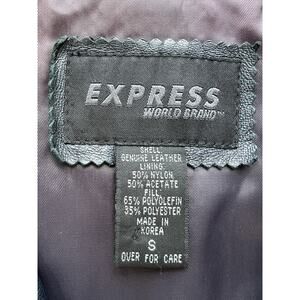 EXPRESS
WORLD BRAND™
SHELL:
GENUINE LEATHER
LINING:
50% NYLON
50% ACETATE
FILL:
65% POLYOLEFIN
35% POLYESTER
MADE IN
KOREA
S
OVER FOR CARE